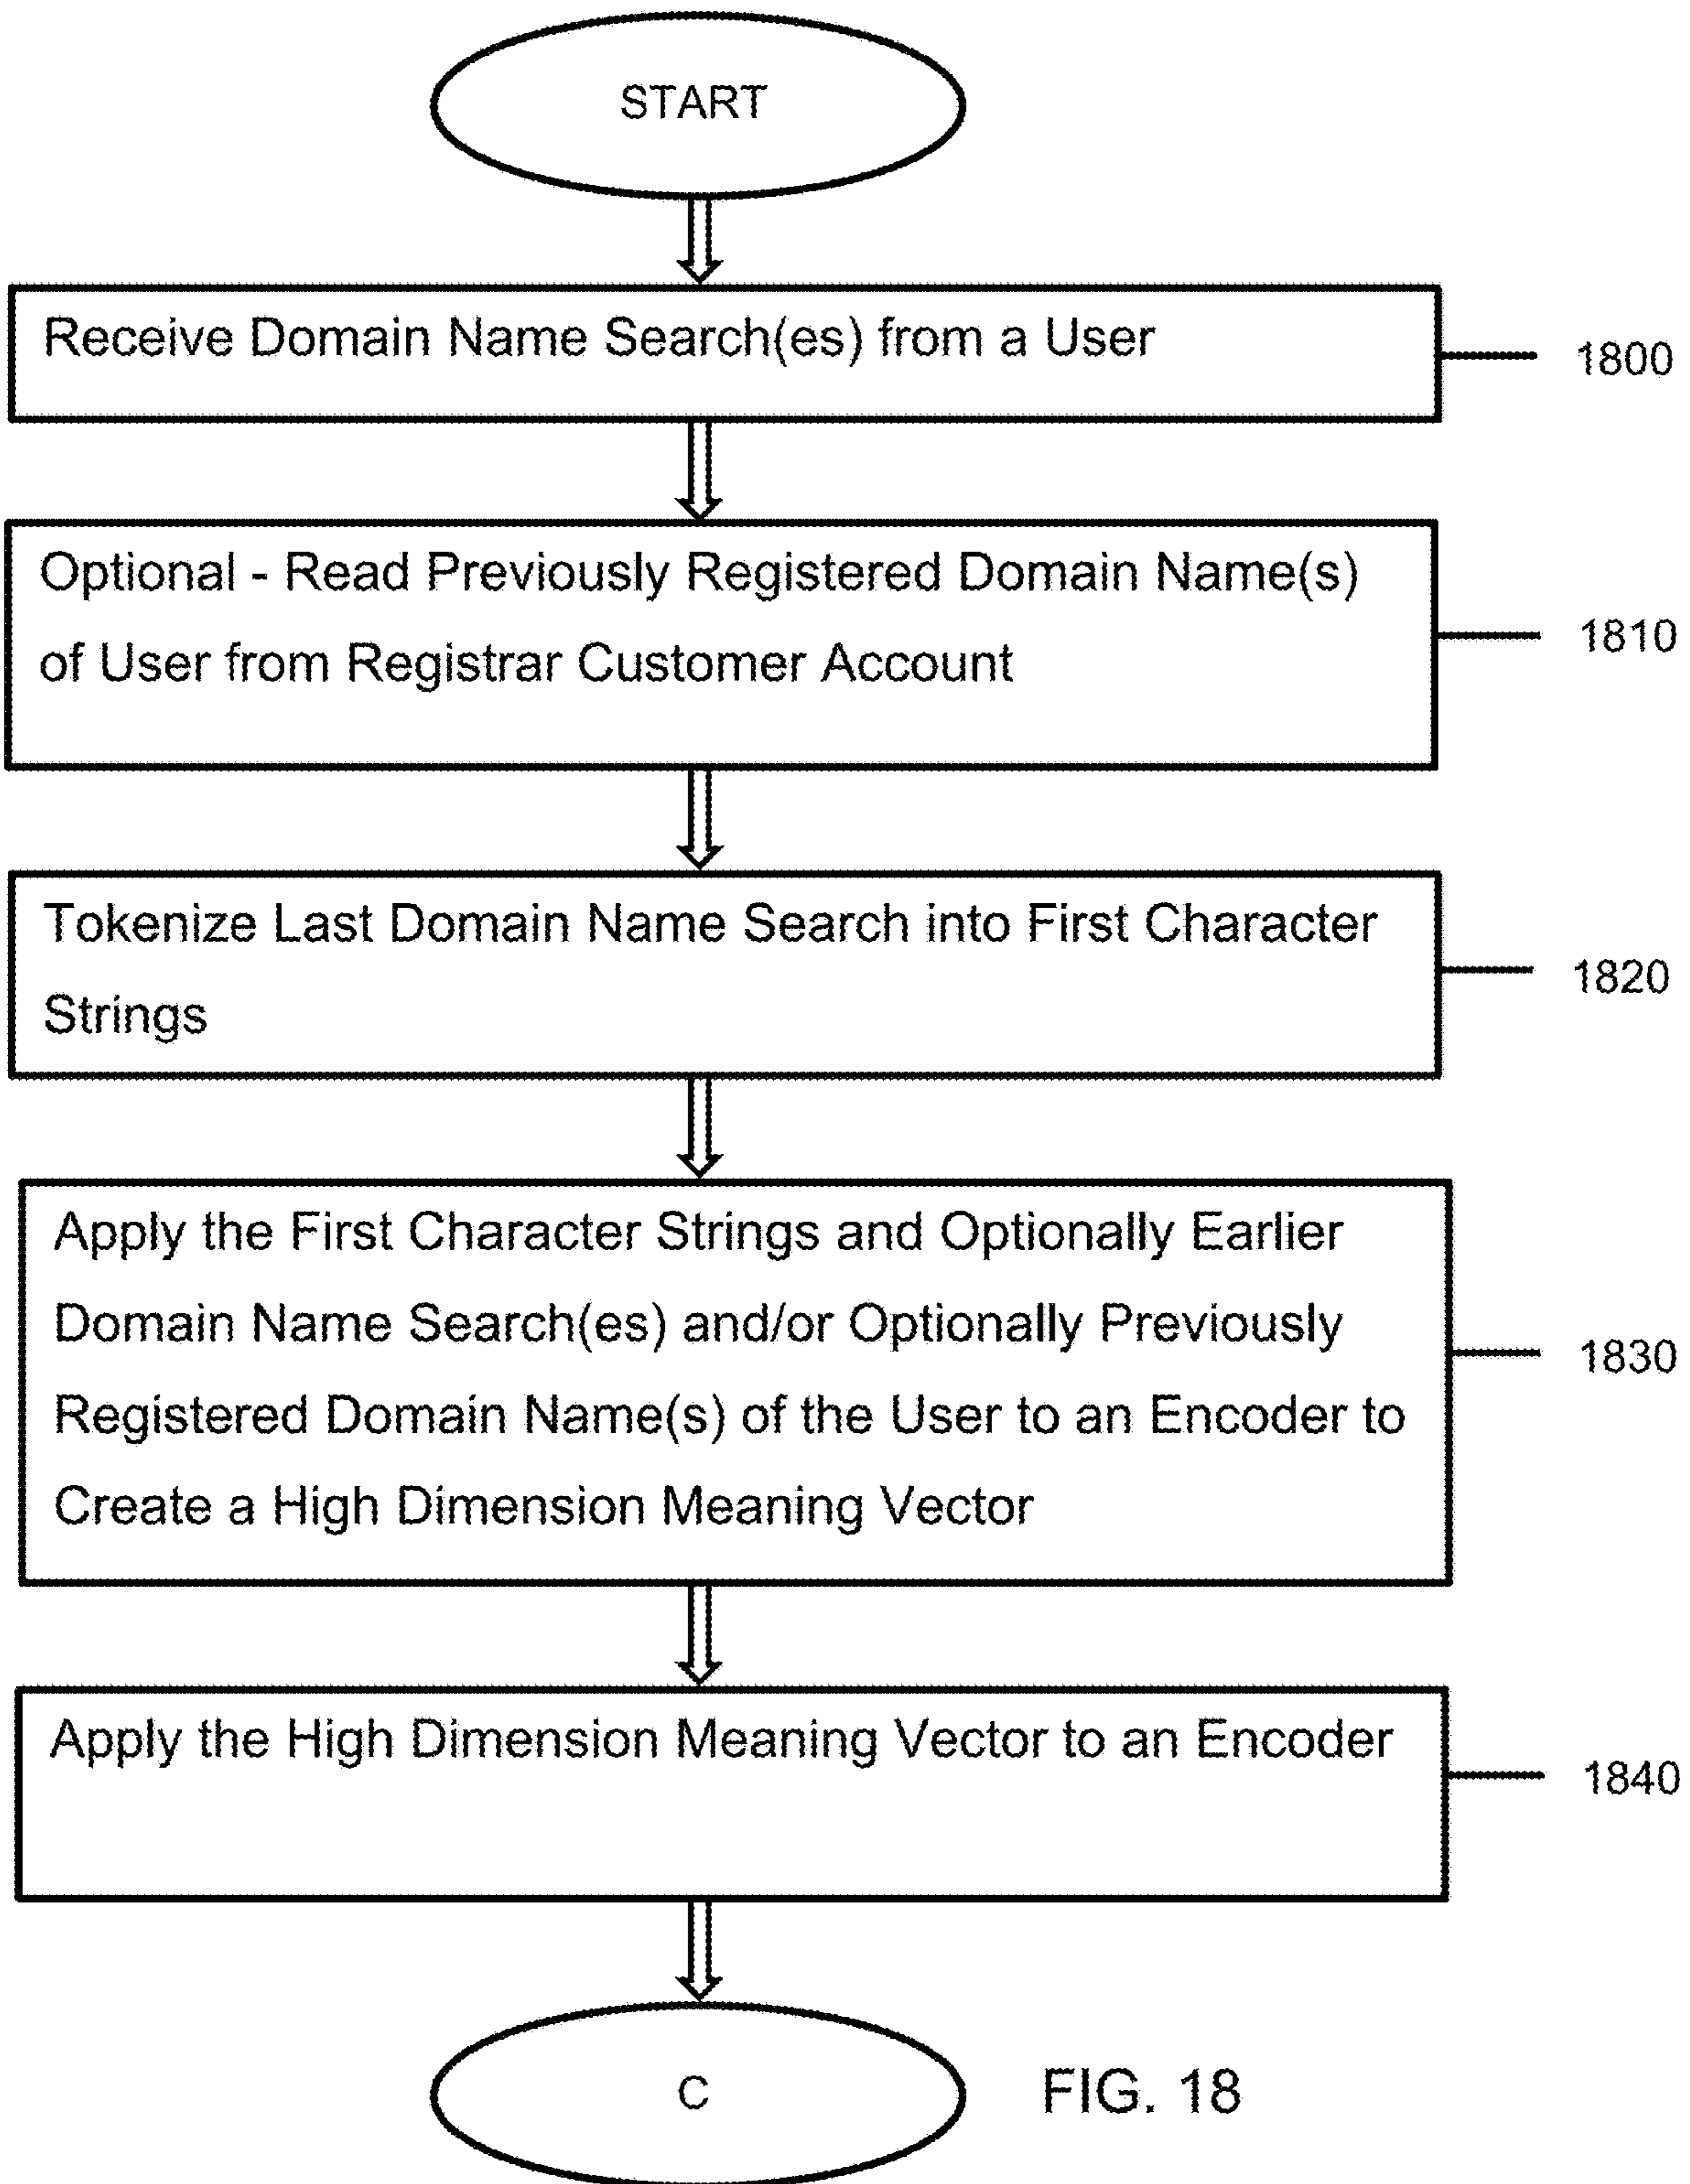 START
Receive Domain Name Search(es) from a User
1800
Optional - Read Previously Registered Domain Name(s)
of User from Registrar Customer Account
1810
Tokenize Last Domain Name Search into First Character
Strings
1820
Apply the First Character Strings and Optionally Earlier
Domain Name Search(es) and/or Optionally Previously
Registered Domain Name(s) of the User to an Encoder to
Create a High Dimension Meaning Vector
1830
Apply the High Dimension Meaning Vector to an Encoder
1840
C
FIG. 18